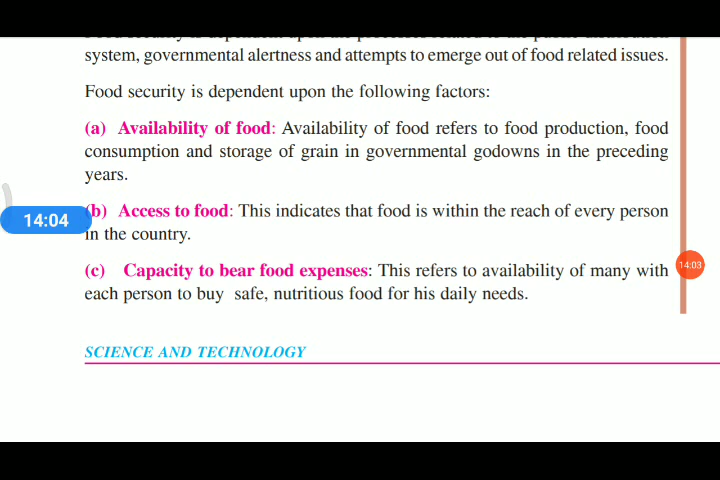 system, governmental alertness and attempts to emerge out of food related issues.
Food security is dependent upon the following factors:
(a) Availability of food: Availability of food refers to food production, food
consumption and storage of grain in governmental godowns in the preceding
years.
(b) Access to food: This indicates that food is within the reach of every person
14:04
in the country.
14:03
(c) Capacity to bear food expenses: This refers to availability of many with
each person to buy safe, nutritious food for his daily needs.
SCIENCE AND TECHNOLOGY